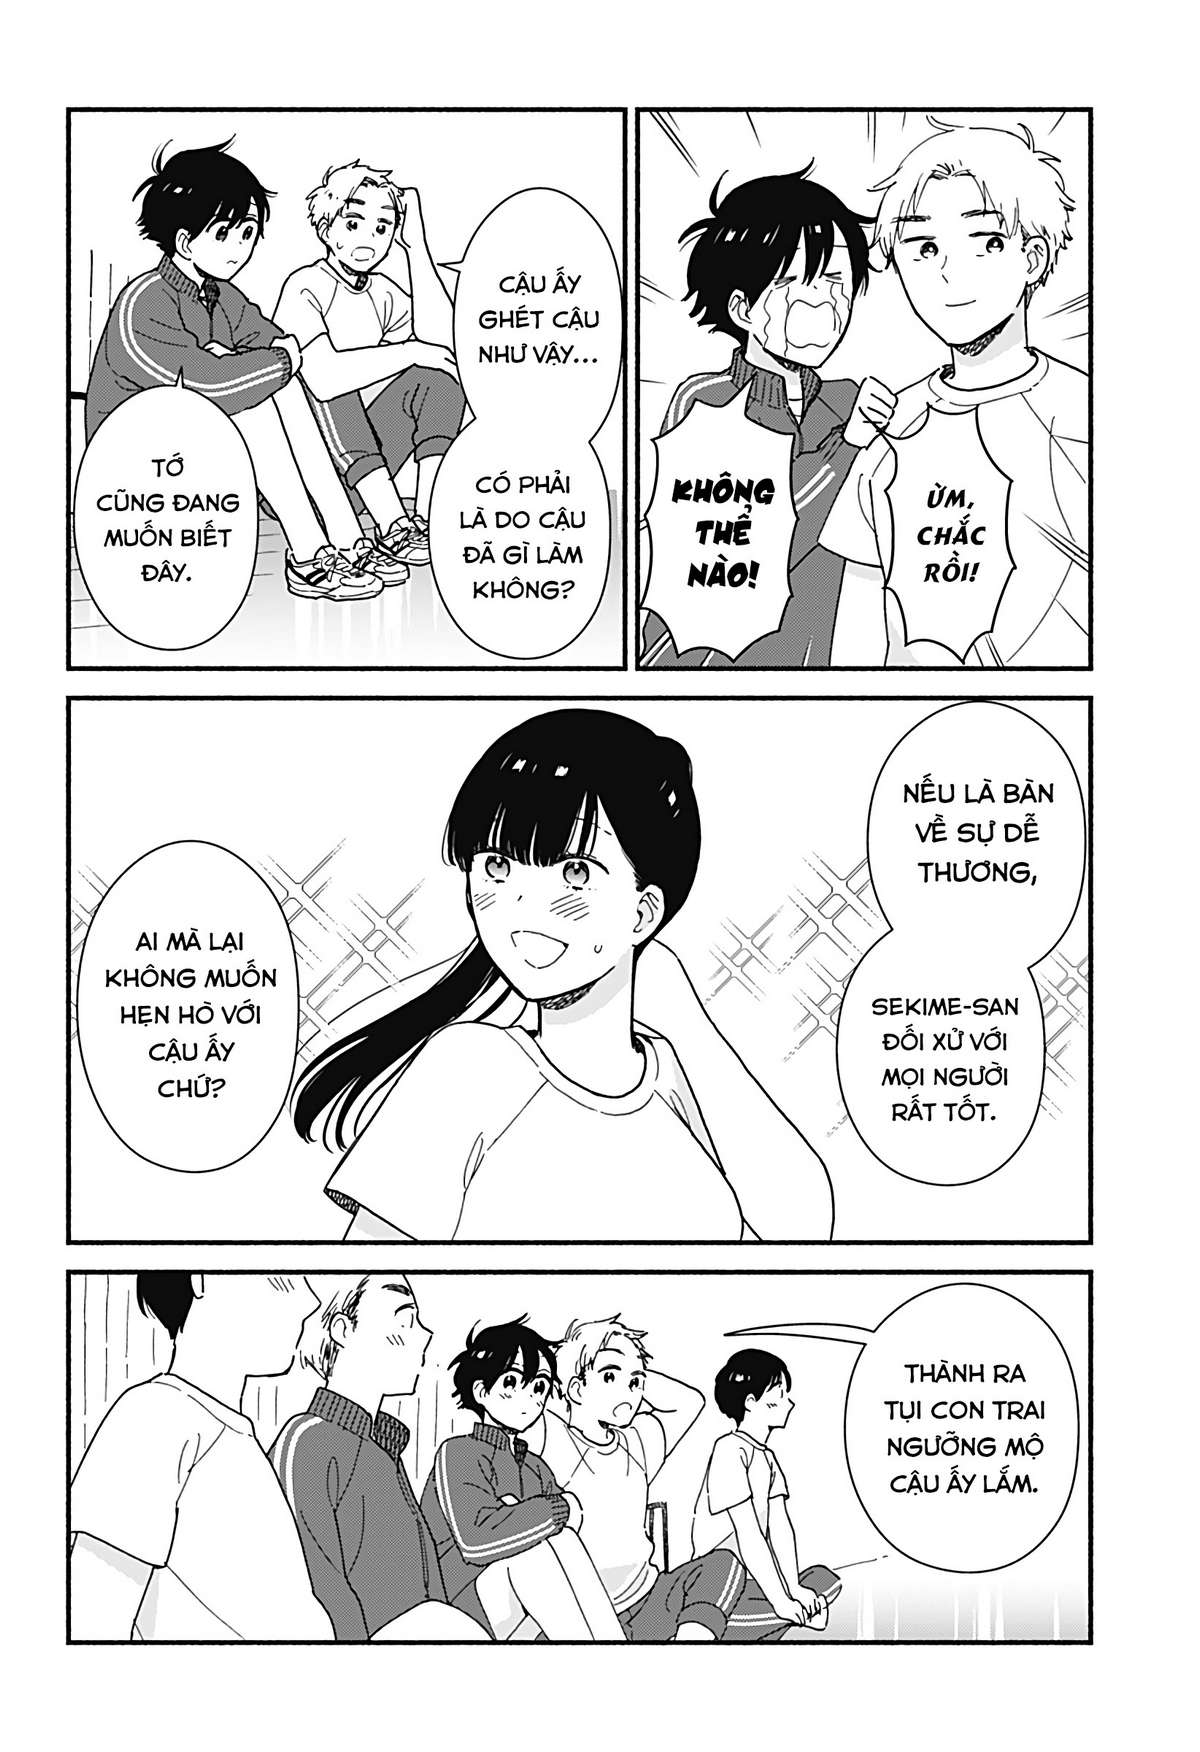 ỪM,
CHẮC
RỒI!
KHÔNG
THỂ
NÀO!
CẬU ẤY
GHÉT CẬU
NHƯ VẬY...
CÓ PHẢI
LÀ DO CẬU
ĐÃ GÌ LÀM
KHÔNG?
TỚ
CŨNG ĐANG
MUỐN BIẾT
ĐÂY.
NẾU LÀ BÀN
VỀ SỰ DỄ
THƯƠNG,
SEKIME-SAN
ĐỐI XỬ VỚI
MỌI NGƯỜI
RẤT TỐT.
AI MÀ LẠI
KHÔNG MUỐN
HẸN HÒ VỚI
CẬU ẤY
CHỨ?
THÀNH RA
TỤI CON TRAI
NGƯỠNG MỘ
CẬU ẤY LẮM.